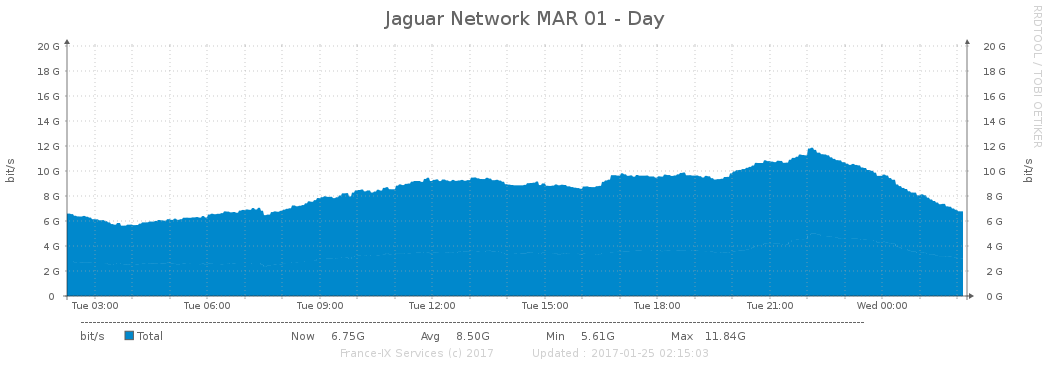 Jaguar Network MAR 01 - Day
RRDTOOL / TOBI OETIKER
bit/s
bit/s
20 G 20 G
18 G 18 G
16 G 16 G
14 G 14 G
12 G 12 G
10 G 10 G
8 G 8 G
6 G 6 G
4 G 4 G
2 G 2 G
0 0 G
Tue 03:00 Tue 06:00 Tue 09:00 Tue 12:00 Tue 15:00 Tue 18:00 Tue 21:00 Wed 00:00
bit/s Total Now 6.75G Avg 8.50G Min 5.61G Max 11.84G
France-IX Services (c) 2017 Updated : 2017-01-25 02:15:03